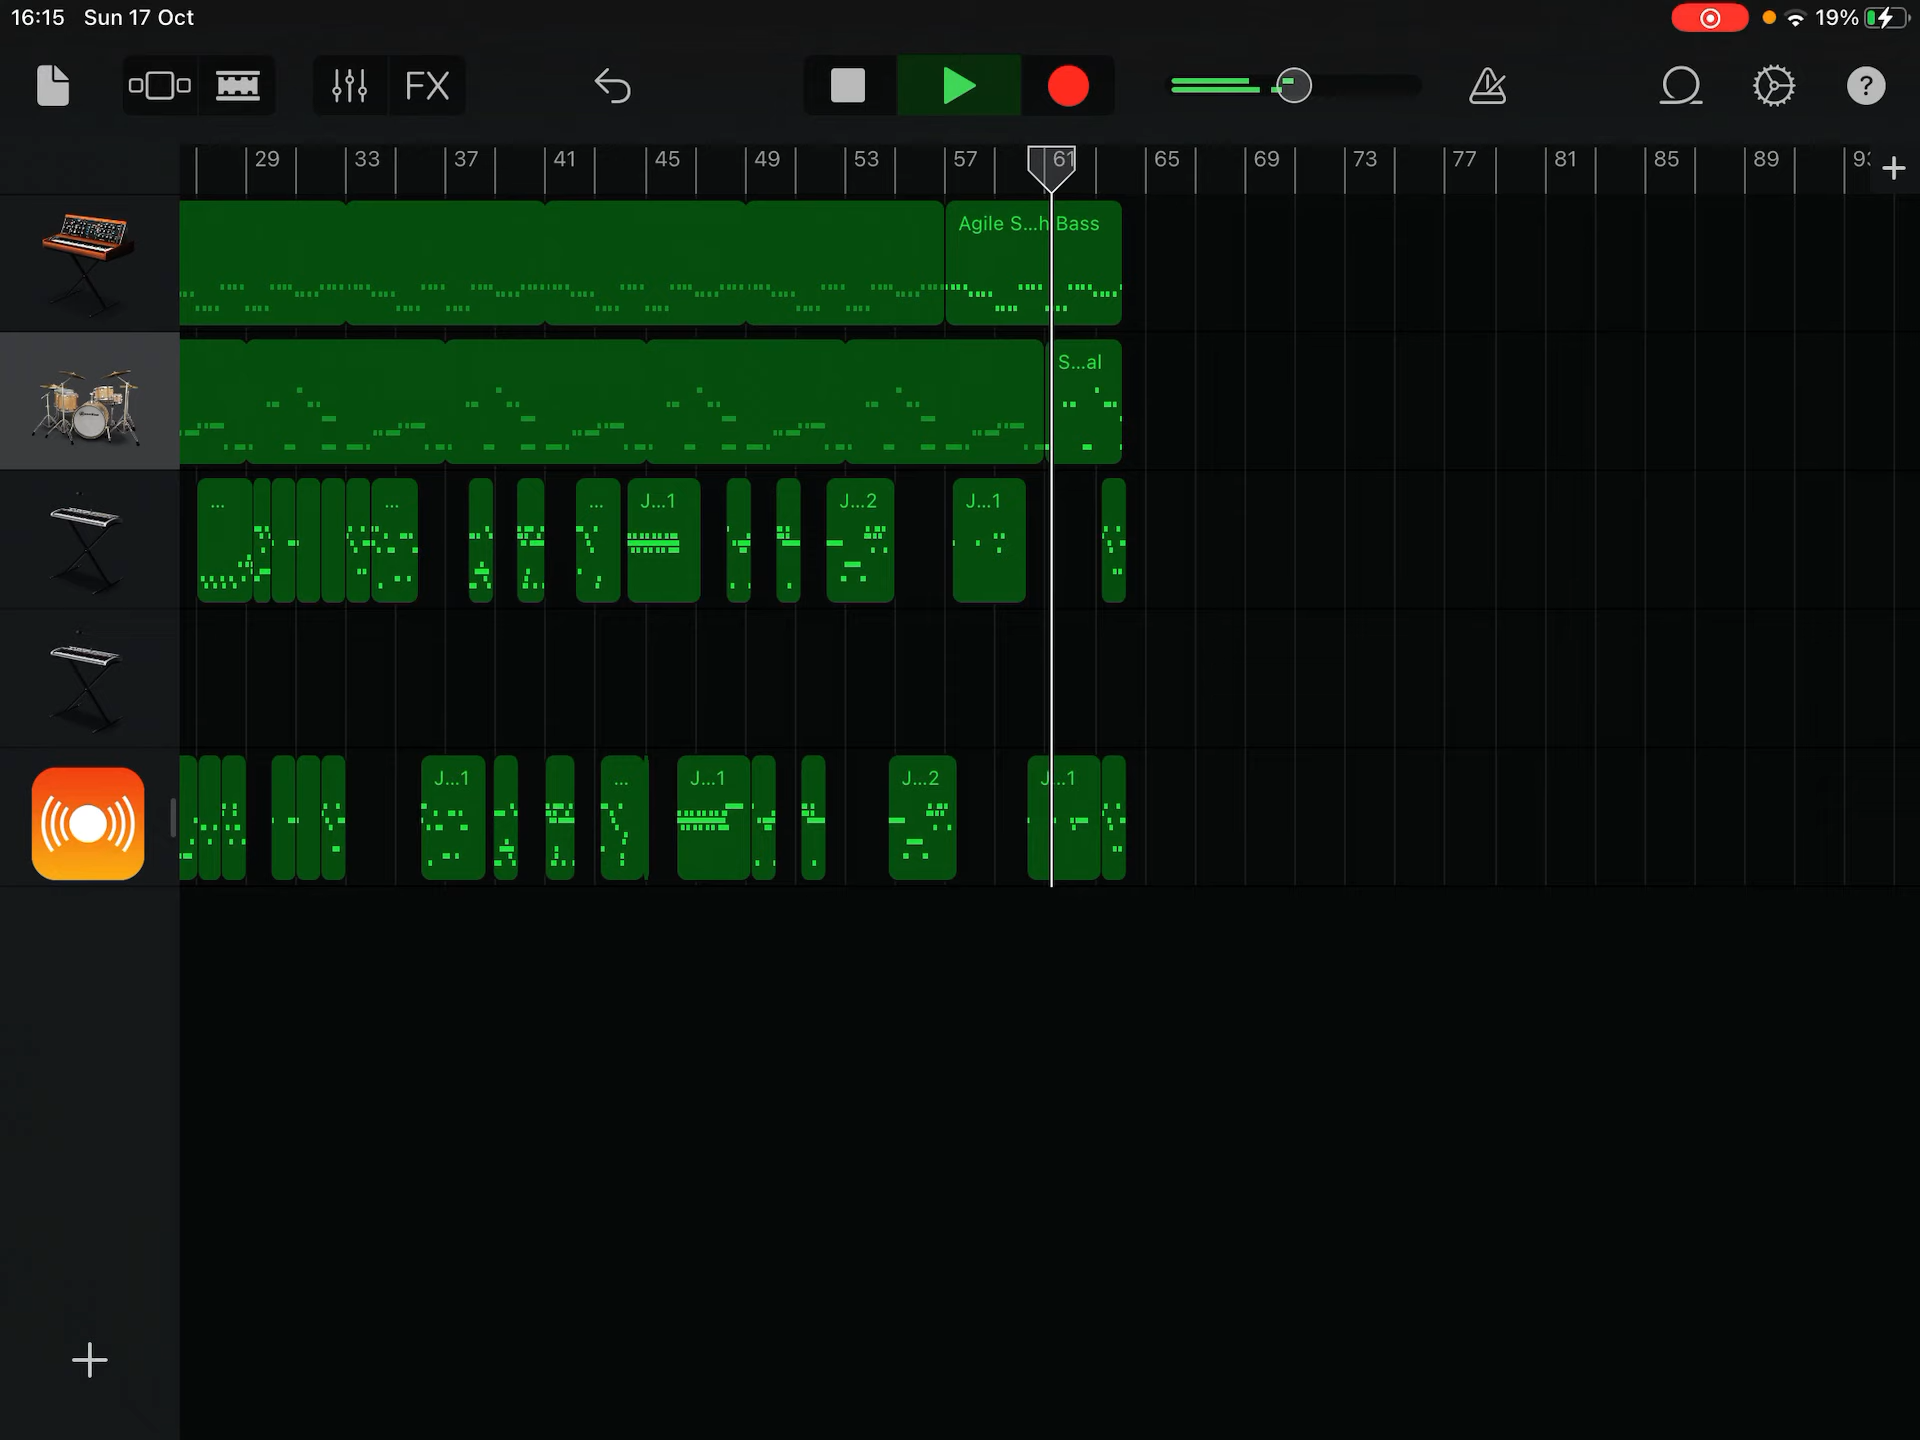 16:15 Sun 17 Oct 19%
FX ?
29 33 37 41 45 49 53 57 61 65 69 73 77 81 85 89
Agile S...h Bass
S...al
... ... ... J...1 J...2 J...1
J...1 ... J...1 J...2 J...1